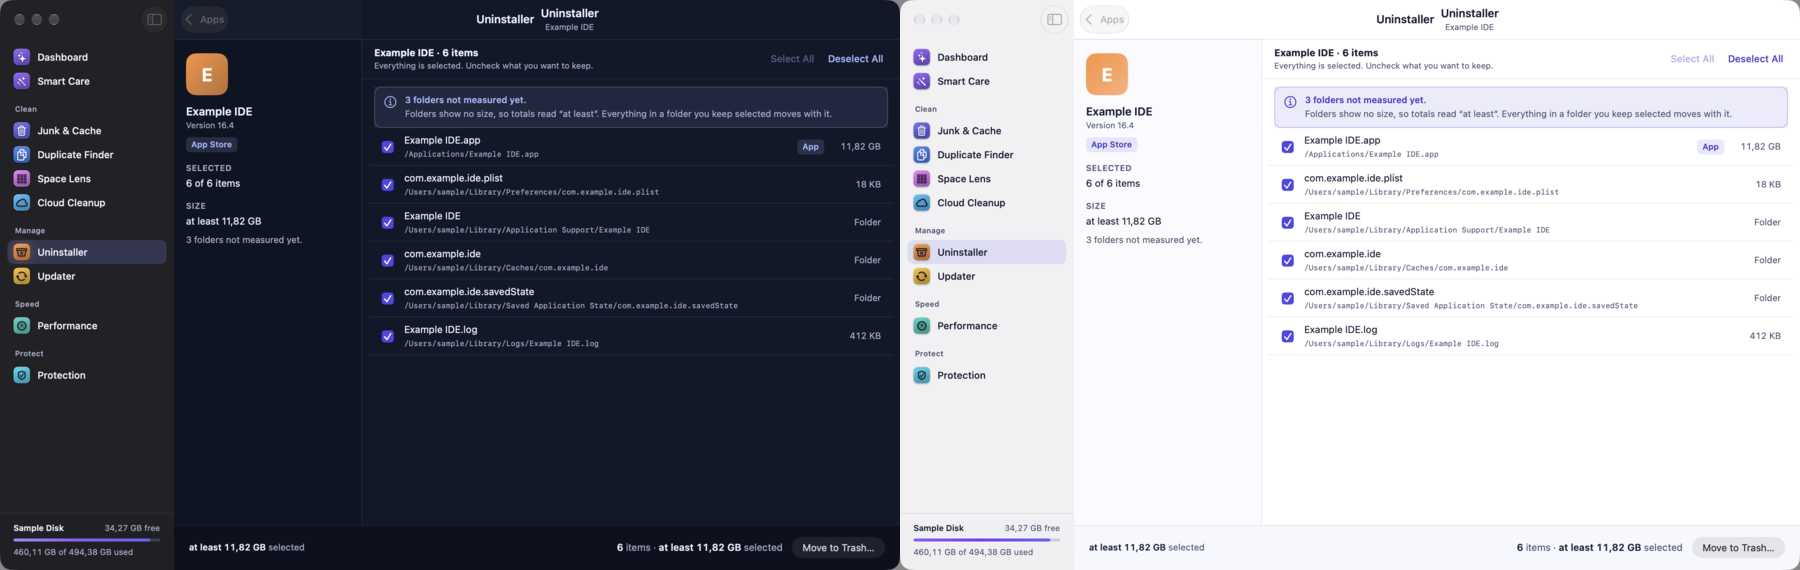 Apps
Uninstaller Uninstaller
Example IDE
Dashboard
Smart Care
Clean
Junk & Cache
Duplicate Finder
Space Lens
Cloud Cleanup
Manage
Uninstaller
Updater
Speed
Performance
Protect
Protection
Sample Disk 34,27 GB free
460,11 GB of 494,38 GB used
E
Example IDE
Version 16.4
App Store
SELECTED
6 of 6 items
SIZE
at least 11,82 GB
3 folders not measured yet.
Example IDE · 6 items
Everything is selected. Uncheck what you want to keep.
Select All Deselect All
3 folders not measured yet.
Folders show no size, so totals read "at least". Everything in a folder you keep selected moves with it.
Example IDE.app
/Applications/Example IDE.app
App 11,82 GB
com.example.ide.plist
/Users/sample/Library/Preferences/com.example.ide.plist
18 KB
Example IDE
/Users/sample/Library/Application Support/Example IDE
Folder
com.example.ide
/Users/sample/Library/Caches/com.example.ide
Folder
com.example.ide.savedState
/Users/sample/Library/Saved Application State/com.example.ide.savedState
Folder
Example IDE.log
/Users/sample/Library/Logs/Example IDE.log
412 KB
at least 11,82 GB selected
6 items · at least 11,82 GB selected
Move to Trash...
Apps
Uninstaller Uninstaller
Example IDE
Dashboard
Smart Care
Clean
Junk & Cache
Duplicate Finder
Space Lens
Cloud Cleanup
Manage
Uninstaller
Updater
Speed
Performance
Protect
Protection
Sample Disk 34,27 GB free
460,11 GB of 494,38 GB used
E
Example IDE
Version 16.4
App Store
SELECTED
6 of 6 items
SIZE
at least 11,82 GB
3 folders not measured yet.
Example IDE · 6 items
Everything is selected. Uncheck what you want to keep.
Select All Deselect All
3 folders not measured yet.
Folders show no size, so totals read "at least". Everything in a folder you keep selected moves with it.
Example IDE.app
/Applications/Example IDE.app
App 11,82 GB
com.example.ide.plist
/Users/sample/Library/Preferences/com.example.ide.plist
18 KB
Example IDE
/Users/sample/Library/Application Support/Example IDE
Folder
com.example.ide
/Users/sample/Library/Caches/com.example.ide
Folder
com.example.ide.savedState
/Users/sample/Library/Saved Application State/com.example.ide.savedState
Folder
Example IDE.log
/Users/sample/Library/Logs/Example IDE.log
412 KB
at least 11,82 GB selected
6 items · at least 11,82 GB selected
Move to Trash...